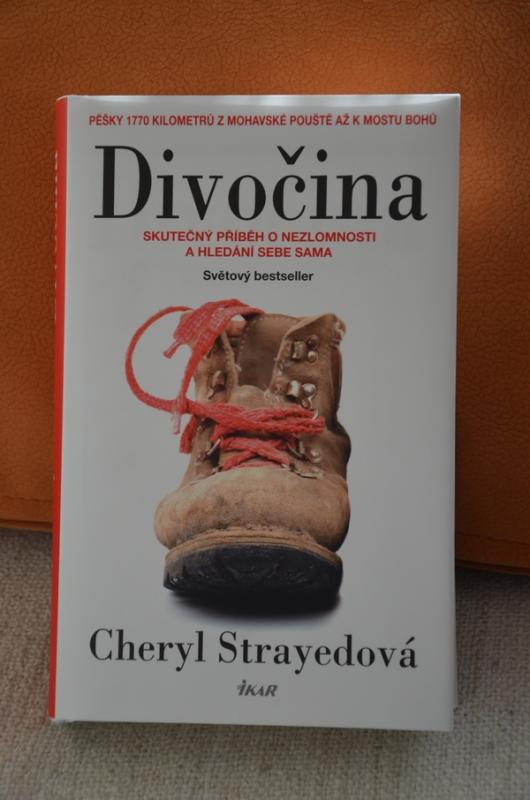 PĚŠKY 1770 KILOMETRŮ Z MOHAVSKÉ POUŠTĚ AŽ K MOSTU BOHŮ
Divočina
SKUTEČNÝ PŘÍBĚH O NEZLOMNOSTI
A HLEDÁNÍ SEBE SAMA
Světový bestseller
Cheryl Strayedová
IKAR